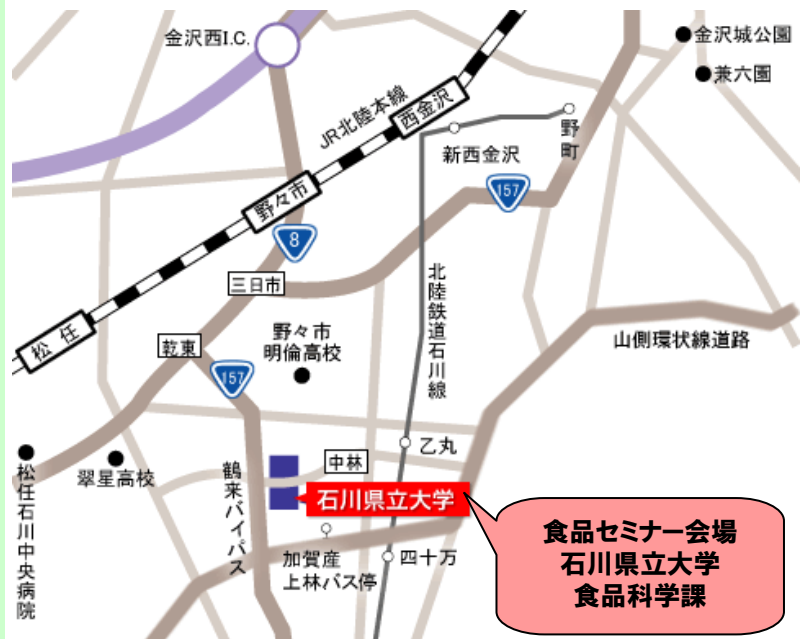 金沢西I.C.
金沢城公園
兼六園
JR北陸本線
西金沢
野町
新西金沢
157
野々市
8
三日市
北陸鉄道石川線
松任
乾東
野々市
明倫高校
山側環状線道路
157
乙丸
松任石川中央病院
翠星高校
鶴来バイパス
中林
石川県立大学
加賀産
上林バス停
四十万
食品セミナー会場
石川県立大学
食品科学課